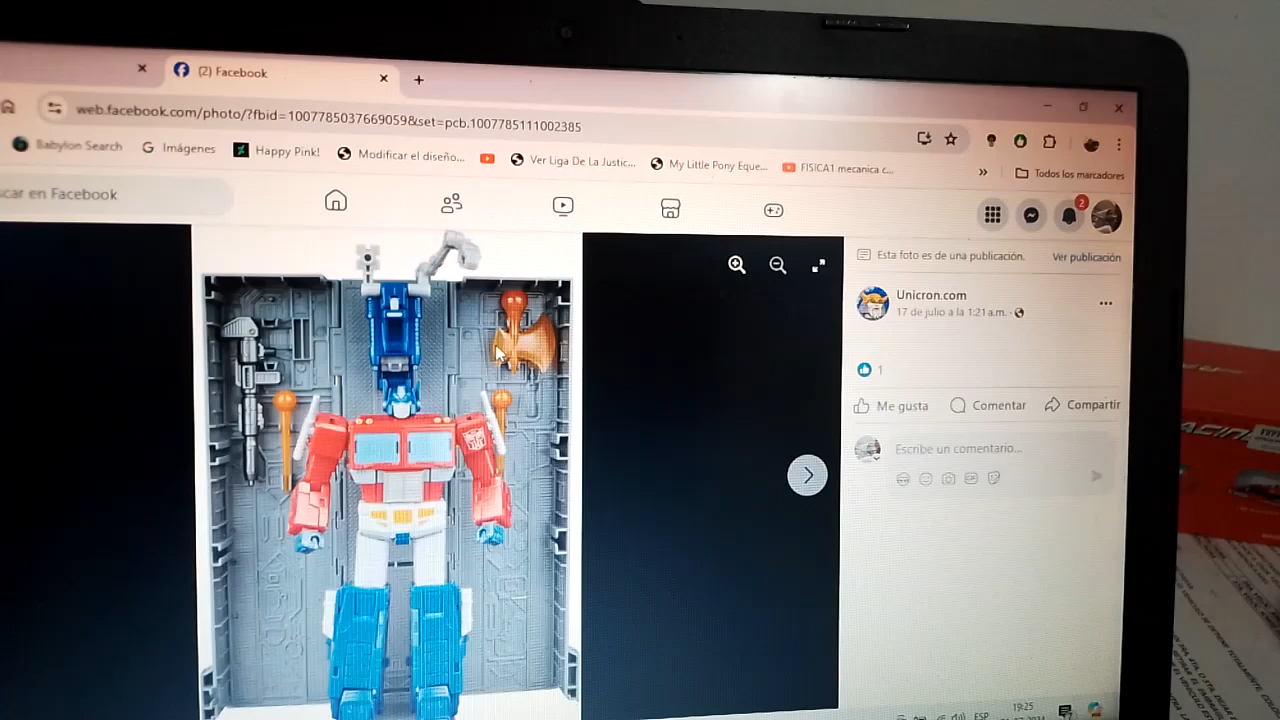 (2) Facebook
web.facebook.com/photo/?fbid=1007785037669059&set=pcb.1007785111002385
Babylon Search
Imágenes
Happy Pink!
Modificar el diseño...
Ver Liga De La Justic...
My Little Pony Eque...
FISICA1 mecanica c...
»
Todos los marcadores
car en Facebook
2
Esta foto es de una publicación.
Ver publicación
Unicron.com
17 de julio a la 1:21 a.m. ·
1
Me gusta
Comentar
Compartir
Escribe un comentario...
GIF
19:25
ESP